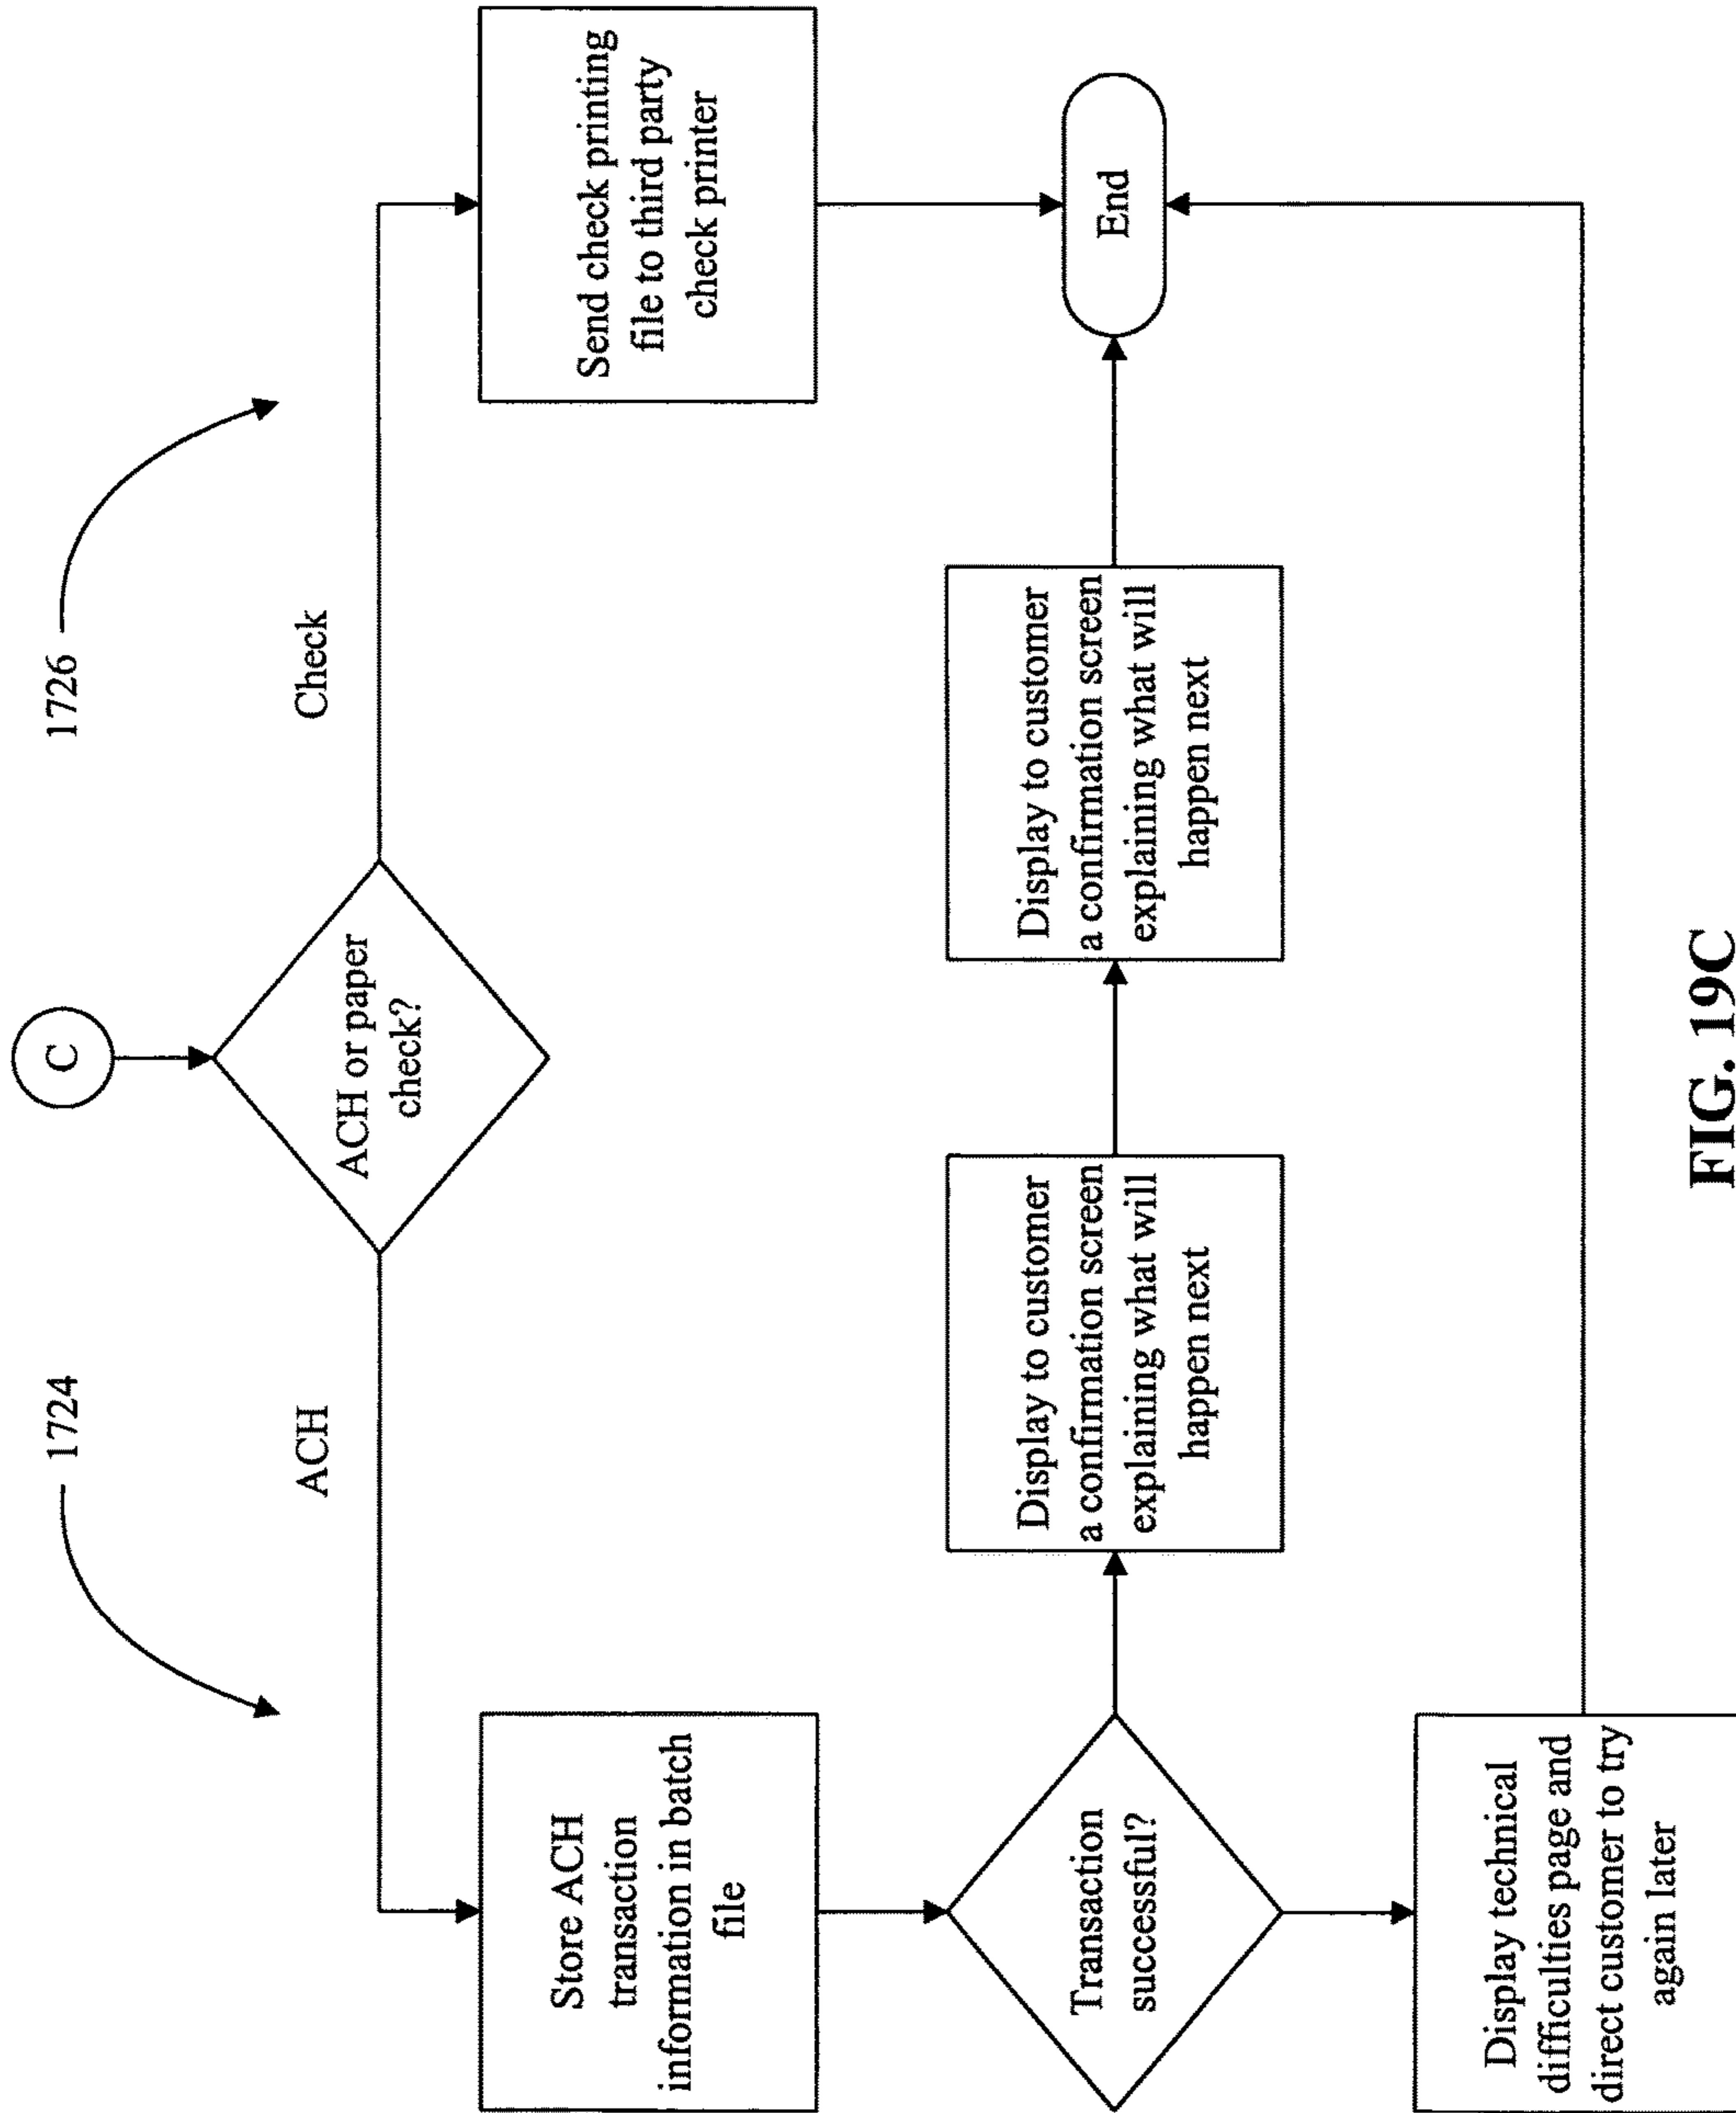 C
1724
1726
ACH
ACH or paper
check?
Check
Store ACH
transaction
information in batch
file
Send check printing
file to third party
check printer
Transaction
successful?
Display to customer
a confirmation screen
explaining what will
happen next
Display to customer
a confirmation screen
explaining what will
happen next
End
Display technical
difficulties page and
direct customer to try
again later
FIG. 19C